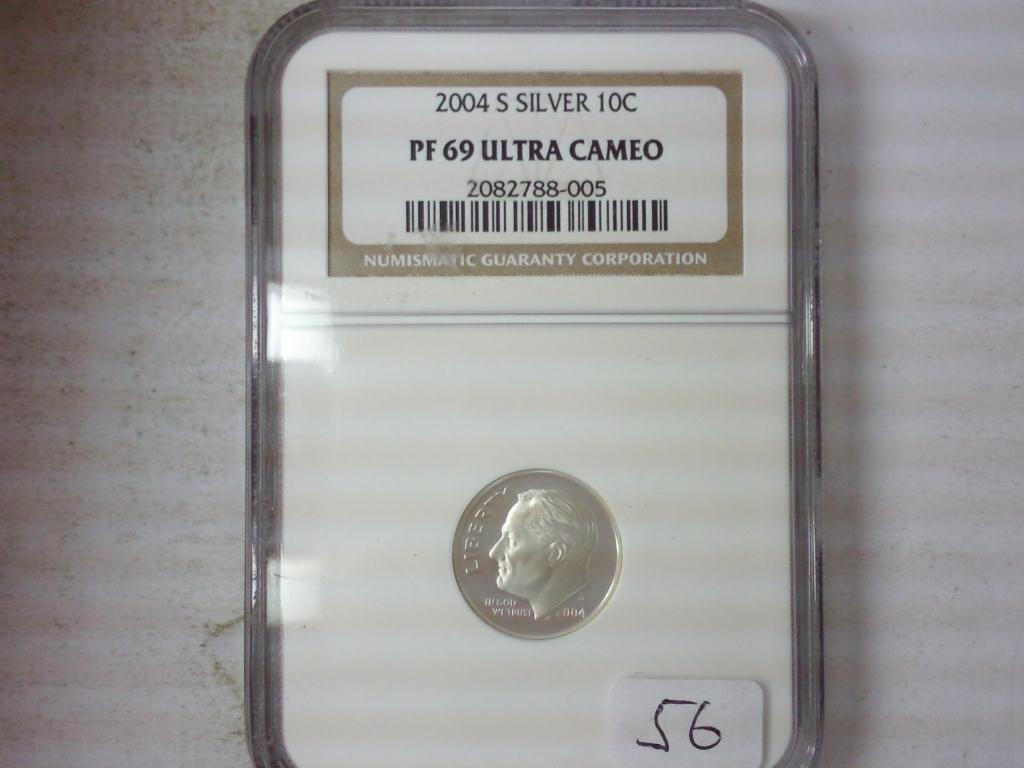 2004 S SILVER 10C
PF 69 ULTRA CAMEO
2082788-005
NUMISMATIC GUARANTY CORPORATION
LIBERTY
IN GOD
WE TRUST
2004
56